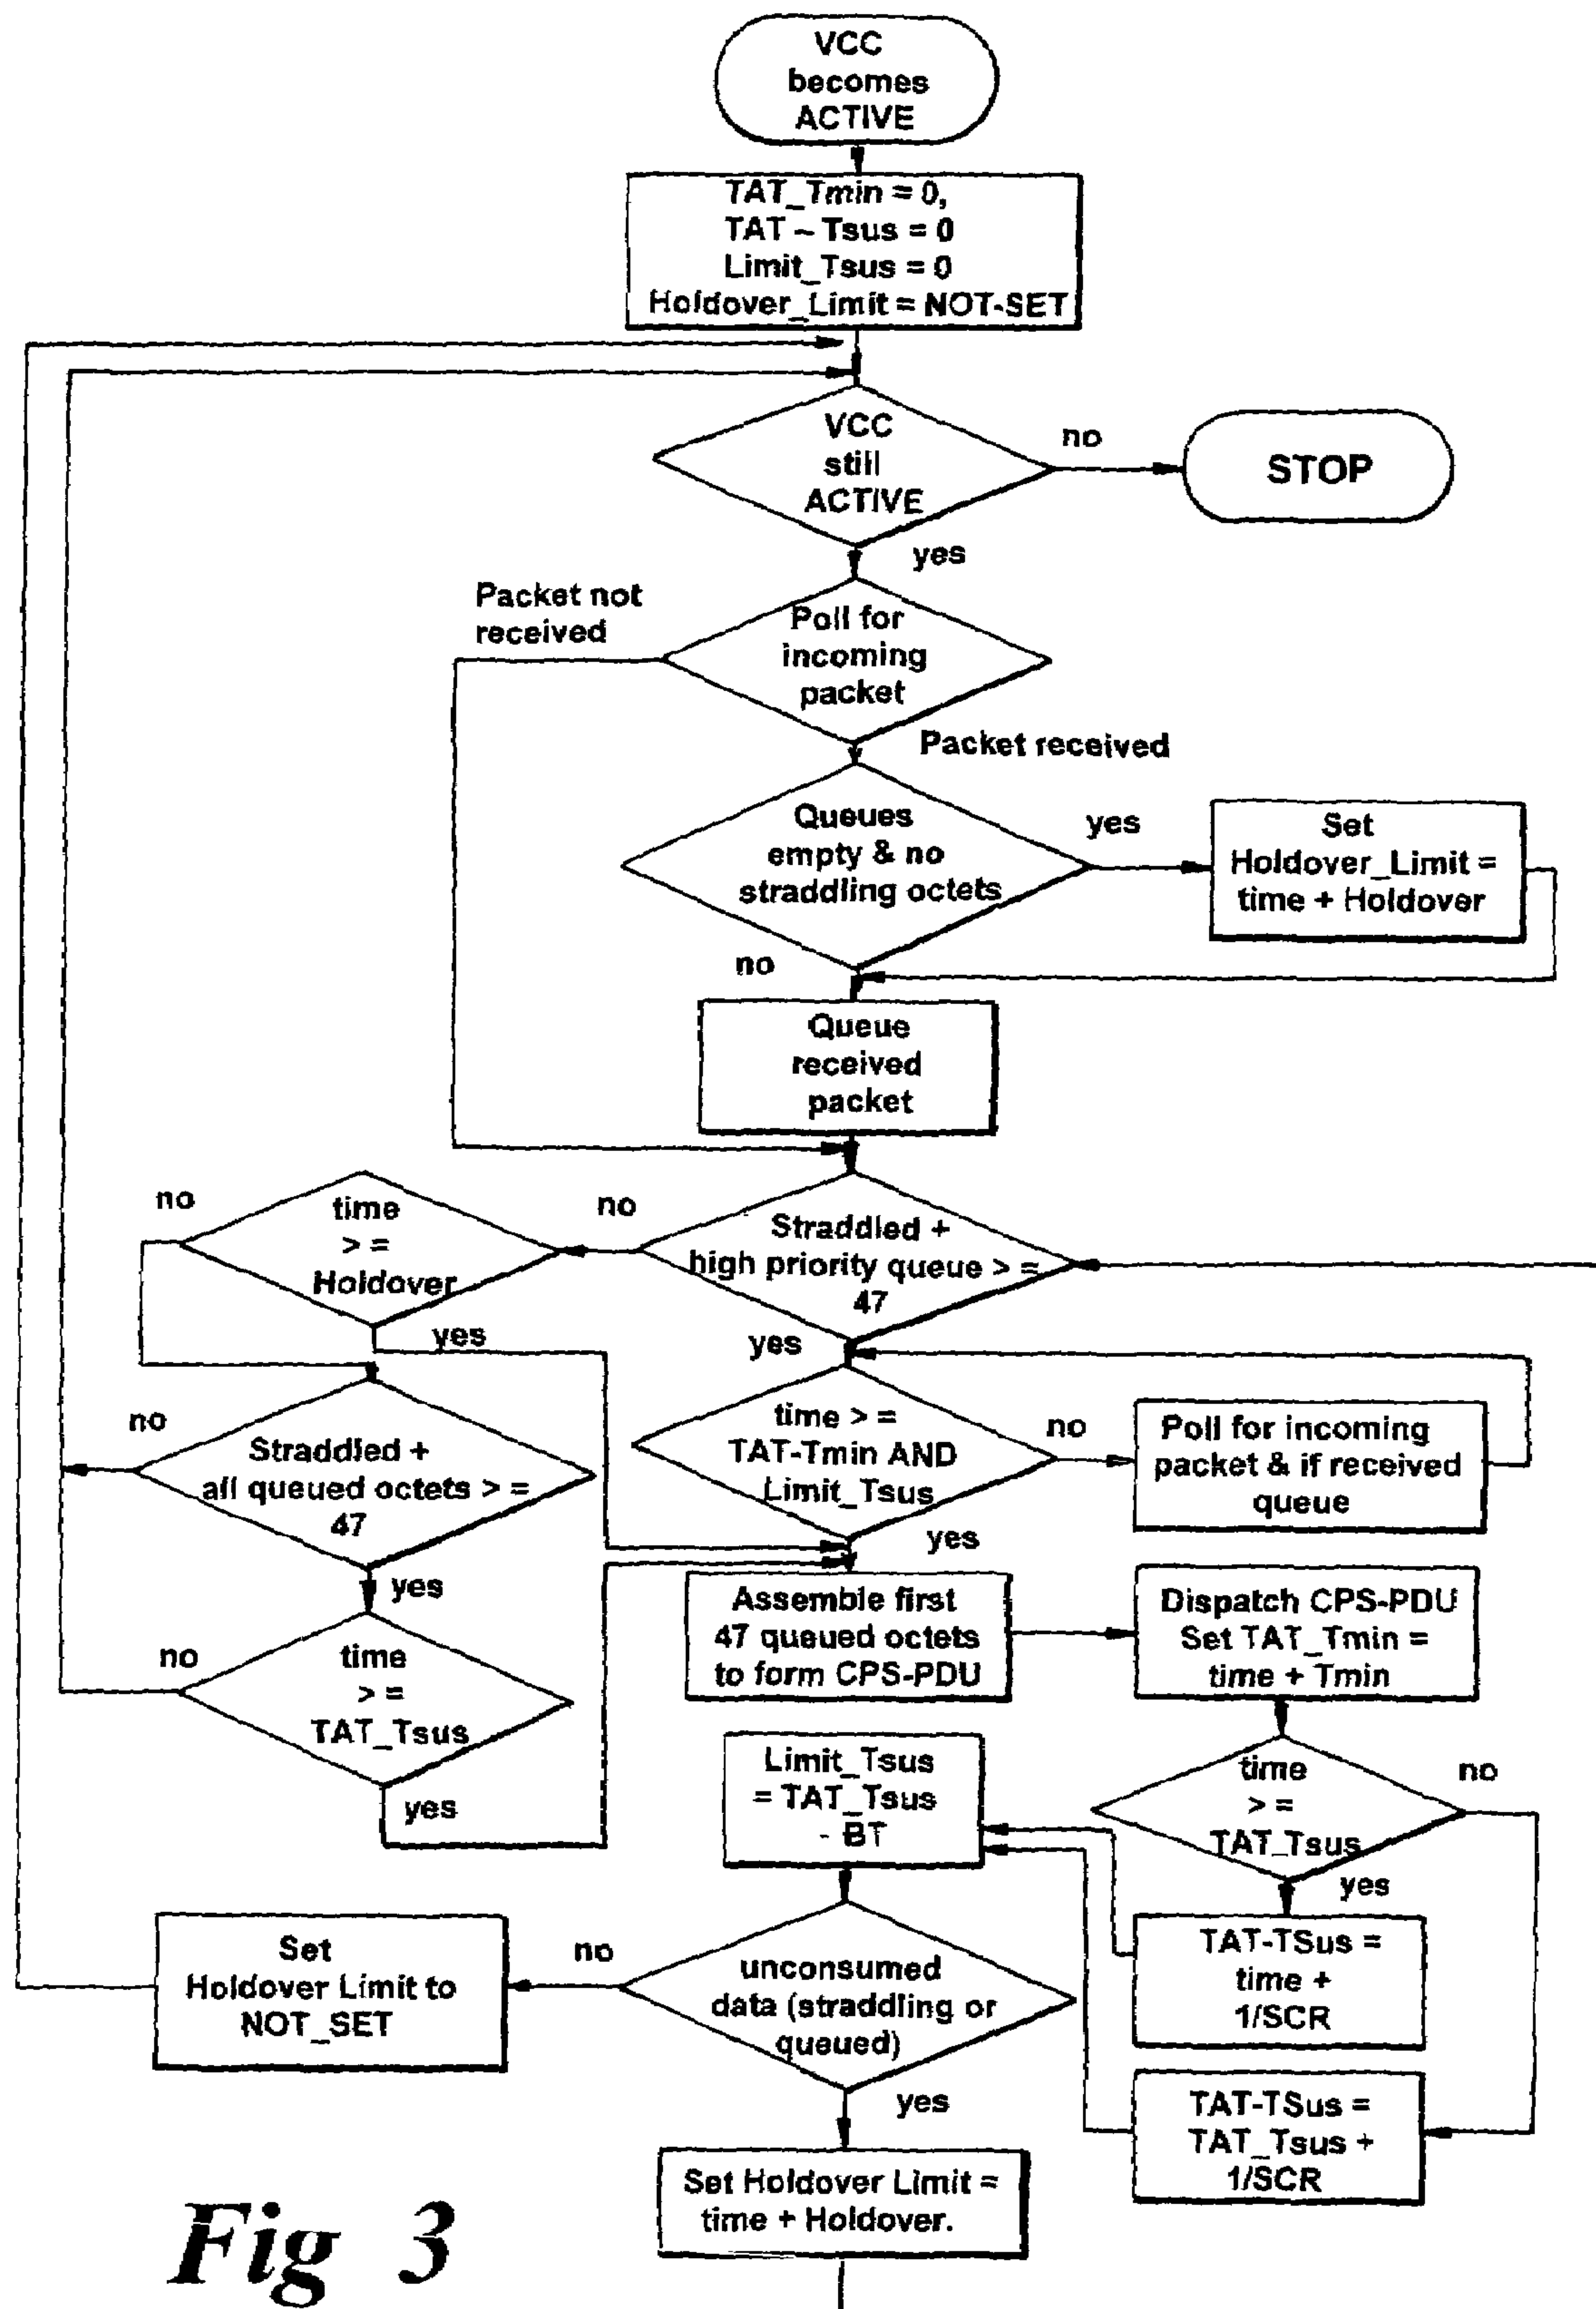 VCC
becomes
ACTIVE
TAT_Tmin = 0,
TAT – Tsus = 0
Limit_Tsus = 0
Holdover_Limit = NOT-SET
VCC
still
ACTIVE
no
STOP
yes
Packet not
received
Poll for
incoming
packet
Packet received
Queues
empty & no
straddling octets
yes
Set
Holdover_Limit =
time + Holdover
no
Queue
received
packet
no
time
> =
Holdover
no
Straddled +
high priority queue > =
47
yes
yes
no
Straddled +
all queued octets > =
47
time > =
TAT-Tmin AND
Limit_Tsus
no
Poll for incoming
packet & if received
queue
yes
yes
Assemble first
47 queued octets
to form CPS-PDU
Dispatch CPS-PDU
Set TAT_Tmin =
time + Tmin
no
time
> =
TAT_Tsus
yes
Limit_Tsus
= TAT_Tsus
- BT
time
> =
TAT_Tsus
no
yes
Set
Holdover Limit to
NOT_SET
no
unconsumed
data (straddling or
queued)
TAT-TSus =
time +
1/SCR
yes
TAT-TSus =
TAT_Tsus +
1/SCR
Set Holdover Limit =
time + Holdover.
Fig 3